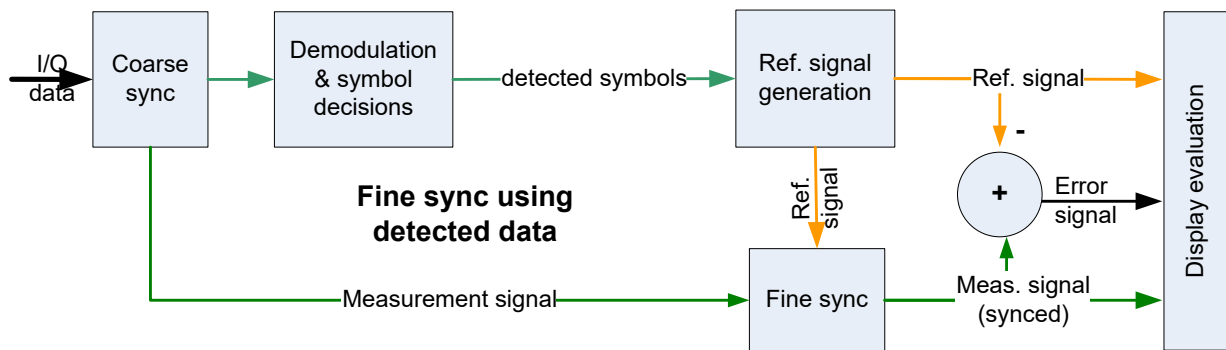 I/Q
data
Coarse
sync
Demodulation
& symbol
decisions
detected symbols
Ref. signal
generation
Ref. signal
-
+
Error
signal
Display evaluation
Fine sync using
detected data
Ref.
signal
Measurement signal
Fine sync
Meas. signal
(synced)